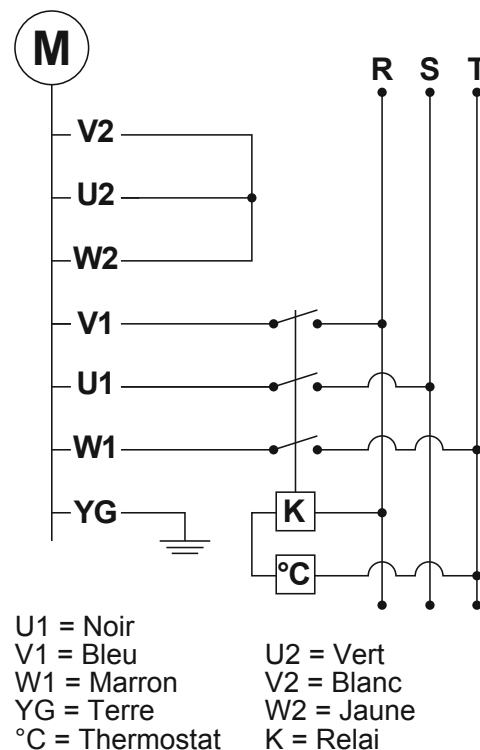 M
R S T
V2
U2
W2
V1
U1
W1
YG
K
°C
U1 = Noir
V1 = Bleu
W1 = Marron
YG = Terre
°C = Thermostat
U2 = Vert
V2 = Blanc
W2 = Jaune
K = Relai